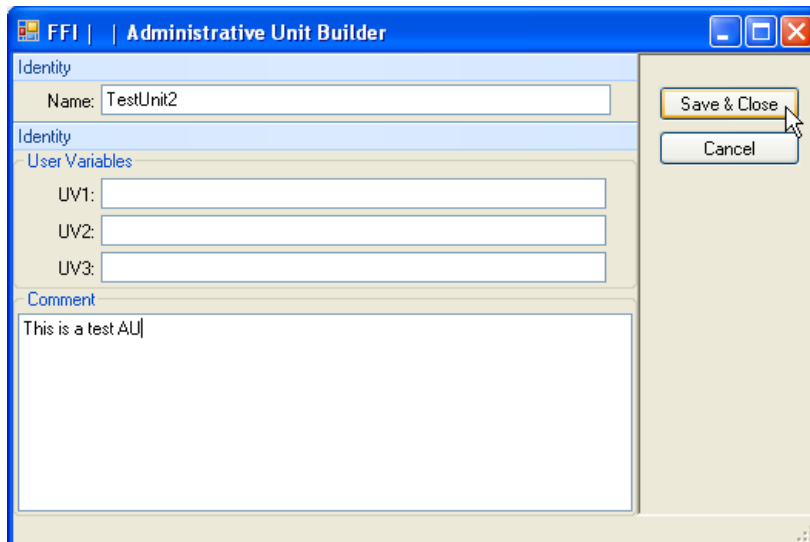 FFI | | Administrative Unit Builder
Identity
Name: TestUnit2
Save & Close
Cancel
Identity
User Variables
UV1:
UV2:
UV3:
Comment
This is a test AU